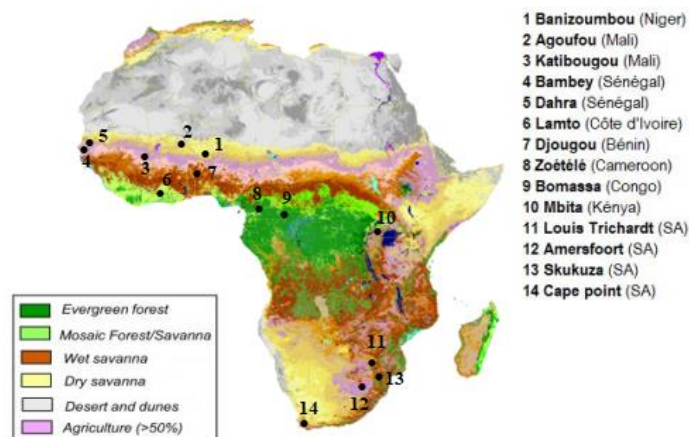 1 Banizoumbou (Niger)
2 Agoufou (Mali)
3 Katibougou (Mali)
4 Bambey (Sénégal)
5 Dahra (Sénégal)
6 Lamto (Côte d'Ivoire)
7 Djougou (Bénin)
8 Zoétélé (Cameroon)
9 Bomassa (Congo)
10 Mbita (Kénya)
11 Louis Trichardt (SA)
12 Amersfoort (SA)
13 Skukuza (SA)
14 Cape point (SA)
5
2
1
4
3
7
6
8
9
10
11
13
12
14
Evergreen forest
Mosaic Forest/Savanna
Wet savanna
Dry savanna
Desert and dunes
Agriculture (>50%)